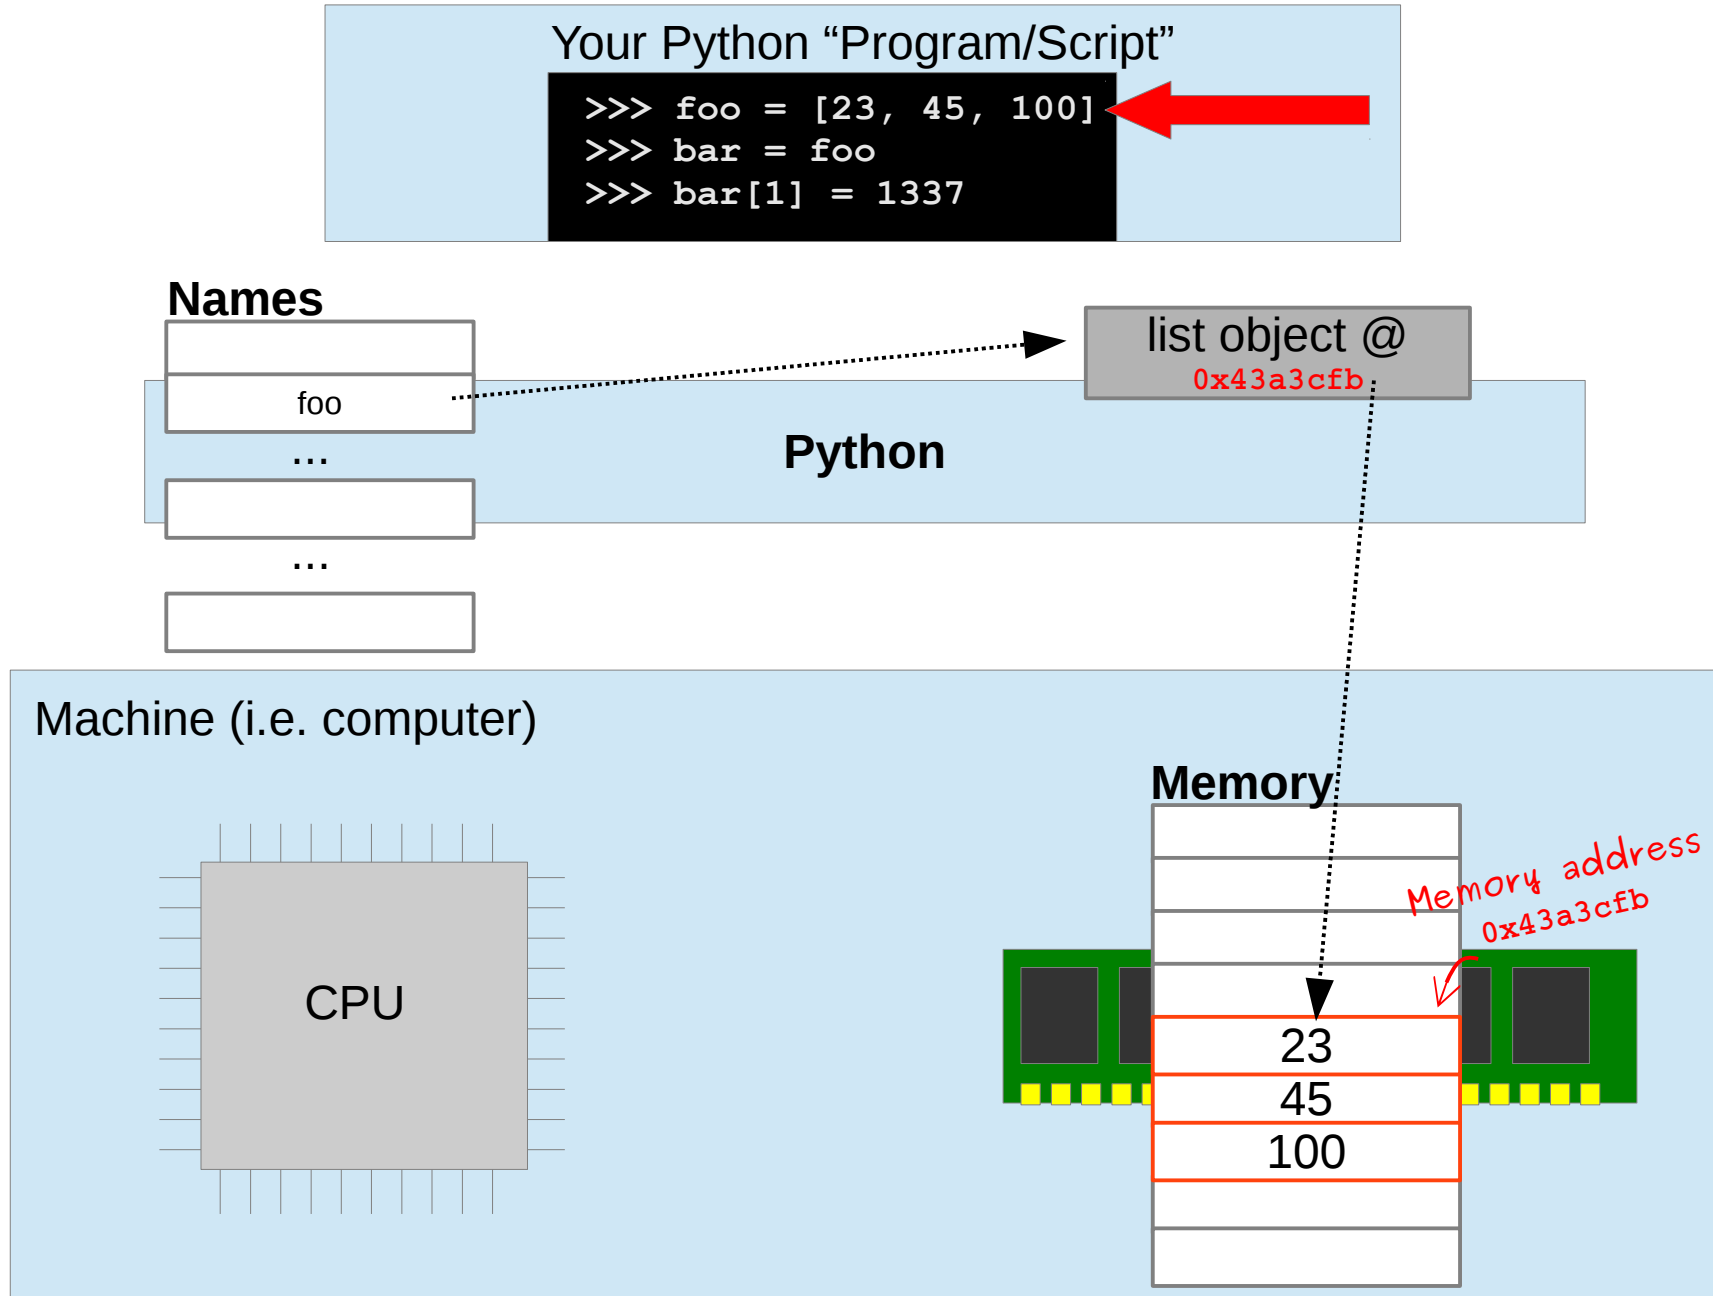 Your Python “Program/Script”
>>> foo = [23, 45, 100]
>>> bar = foo
>>> bar[1] = 1337
Names
list object @
0x43a3cfb
foo
...
Python
...
Machine (i.e. computer)
Memory
Memory address
0x43a3cfb
CPU
23
45
100